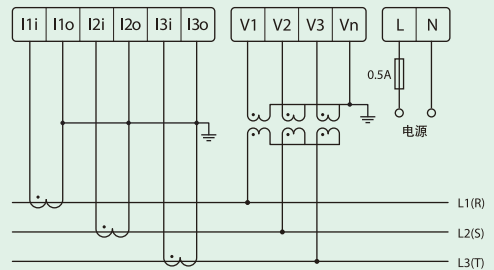 I1i I1o I2i I2o I3i I3o V1 V2 V3 Vn L N
0.5A
电源
L1(R)
L2(S)
L3(T)